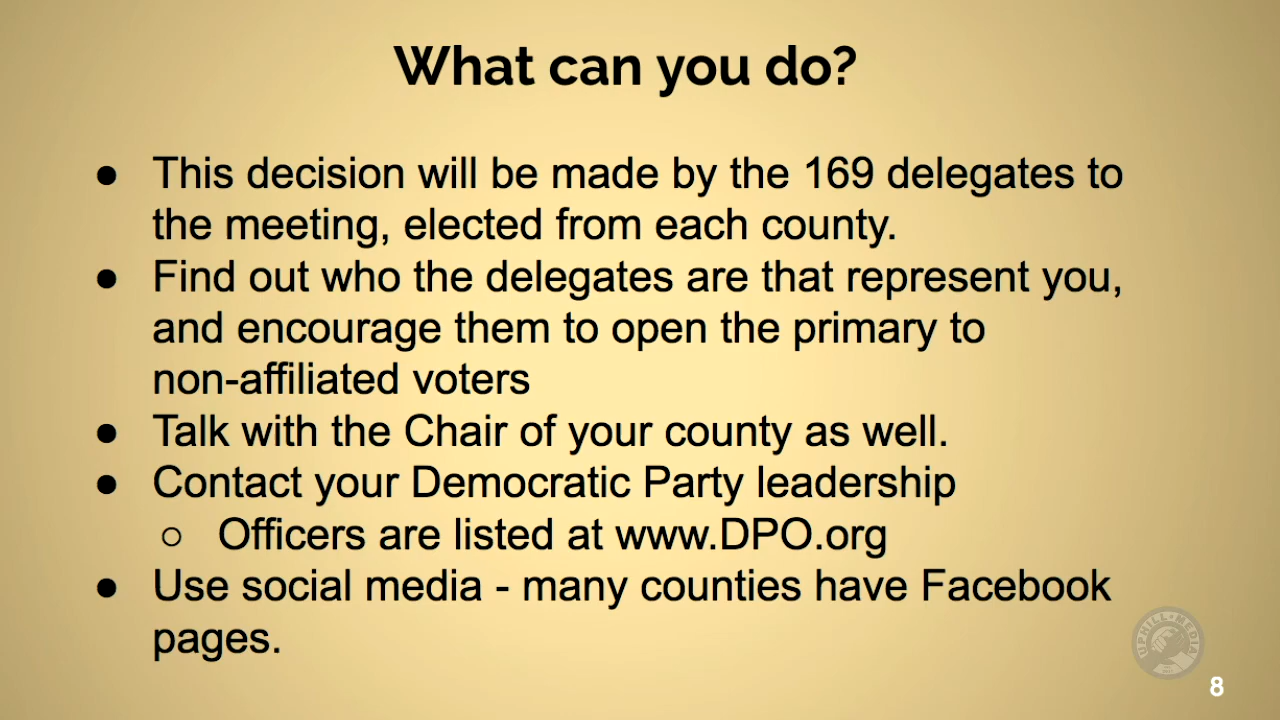 What can you do?
● This decision will be made by the 169 delegates to
the meeting, elected from each county.
● Find out who the delegates are that represent you,
and encourage them to open the primary to
non-affiliated voters
● Talk with the Chair of your county as well.
● Contact your Democratic Party leadership
○ Officers are listed at www.DPO.org
● Use social media - many counties have Facebook
pages.
UPHILL MEDIA
8